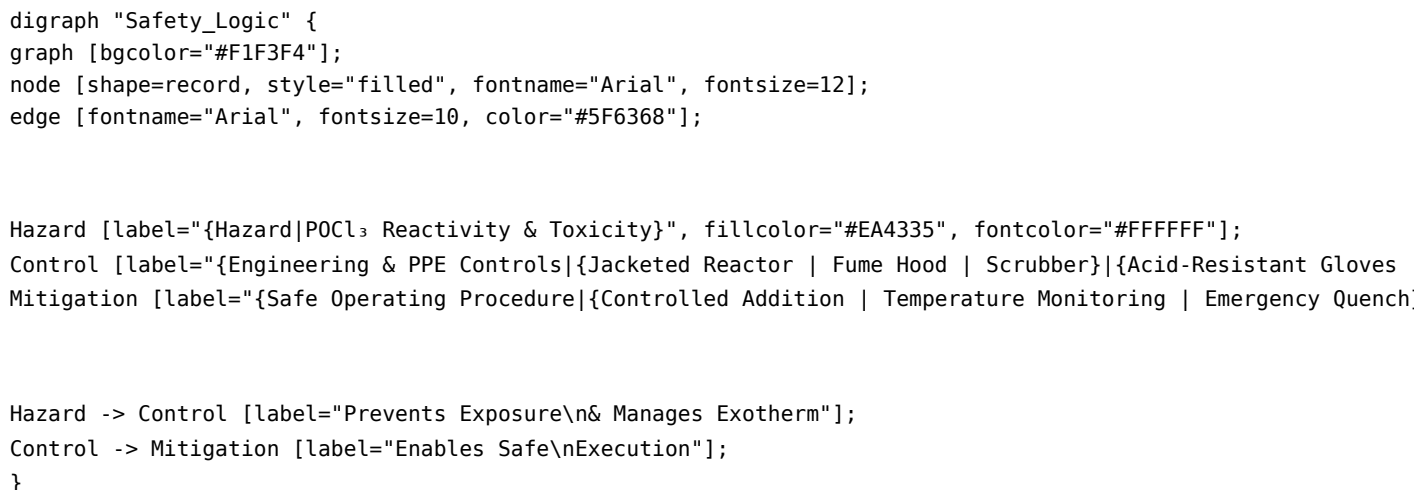 digraph "Safety_Logic" {
graph [bgcolor="#F1F3F4"];
node [shape=record, style="filled", fontname="Arial", fontsize=12];
edge [fontname="Arial", fontsize=10, color="#5F6368"];
Hazard [label="{Hazard|POCl₃ Reactivity & Toxicity}", fillcolor="#EA4335", fontcolor="#FFFFFF"];
Control [label="{Engineering & PPE Controls|{Jacketed Reactor | Fume Hood | Scrubber}|{Acid-Resistant Gloves
Mitigation [label="{Safe Operating Procedure|{Controlled Addition | Temperature Monitoring | Emergency Quench}
Hazard -> Control [label="Prevents Exposure\n& Manages Exotherm"];
Control -> Mitigation [label="Enables Safe\nExecution"];
}